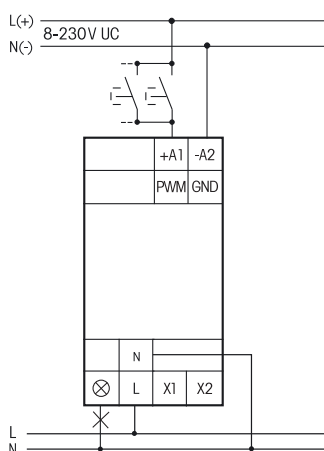 L(+)
8-230V UC
N(-)
+A1 -A2
PWM GND
N
L X1 X2
L
N